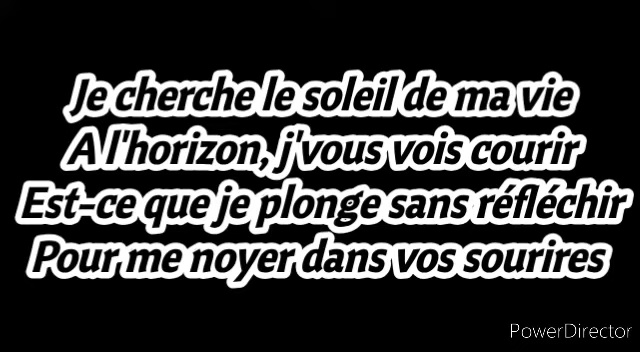 Je cherche le soleil de ma vie
A l'horizon, j'vous vois courir
Est-ce que je plonge sans réfléchir
Pour me noyer dans vos sourires
PowerDirector